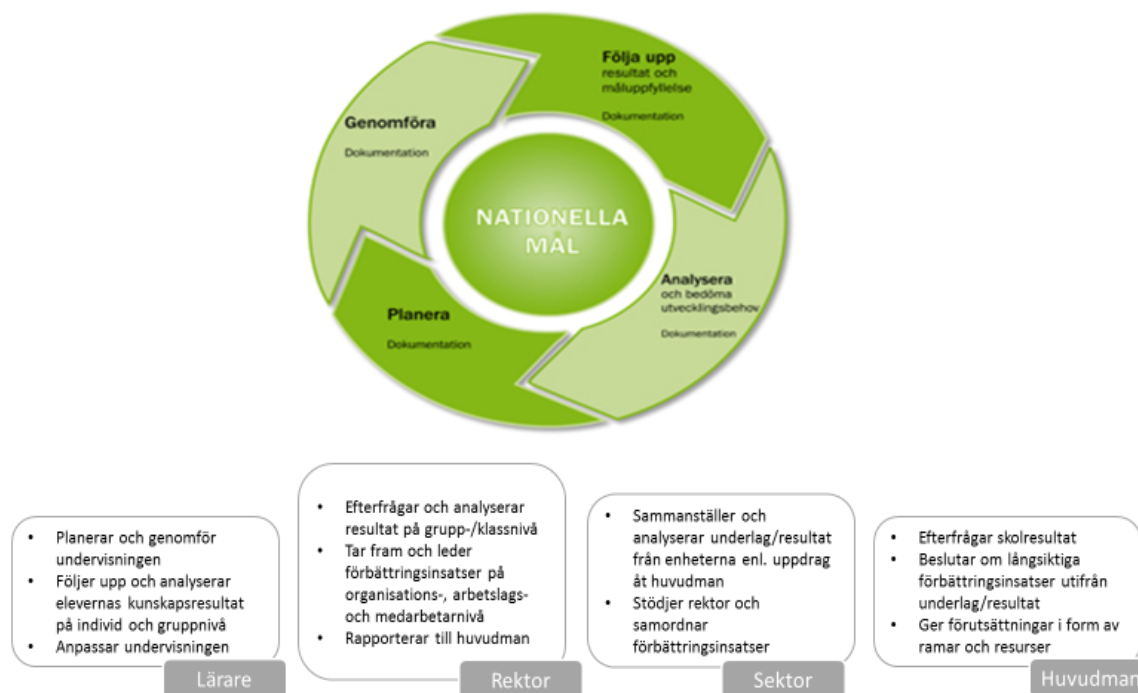 Följa upp
resultat och
måluppfyllelse
Dokumentation
Genomföra
Dokumentation
NATIONELLA
MÅL
Analysera
och bedöma
utvecklingsbehov
Dokumentation
Planera
Dokumentation
• Planerar och genomför
undervisningen
• Följer upp och analyserar
elevernas kunskapsresultat
på individ och gruppnivå
• Anpassar undervisningen
Lärare
• Efterfrågar och analyserar
resultat på grupp-/klassnivå
• Tar fram och leder
förbättringsinsatser på
organisations-, arbetslags-
och medarbetarnivå
• Rapporterar till huvudman
Rektor
• Sammanställer och
analyserar underlag/resultat
från enheterna enl. uppdrag
åt huvudman
• Stödjer rektor och
samordnar
förbättringsinsatser
Sektor
• Efterfrågar skolresultat
• Beslutar om långsiktiga
förbättringsinsatser utifrån
underlag/resultat
• Ger förutsättningar i form av
ramar och resurser
Huvudman